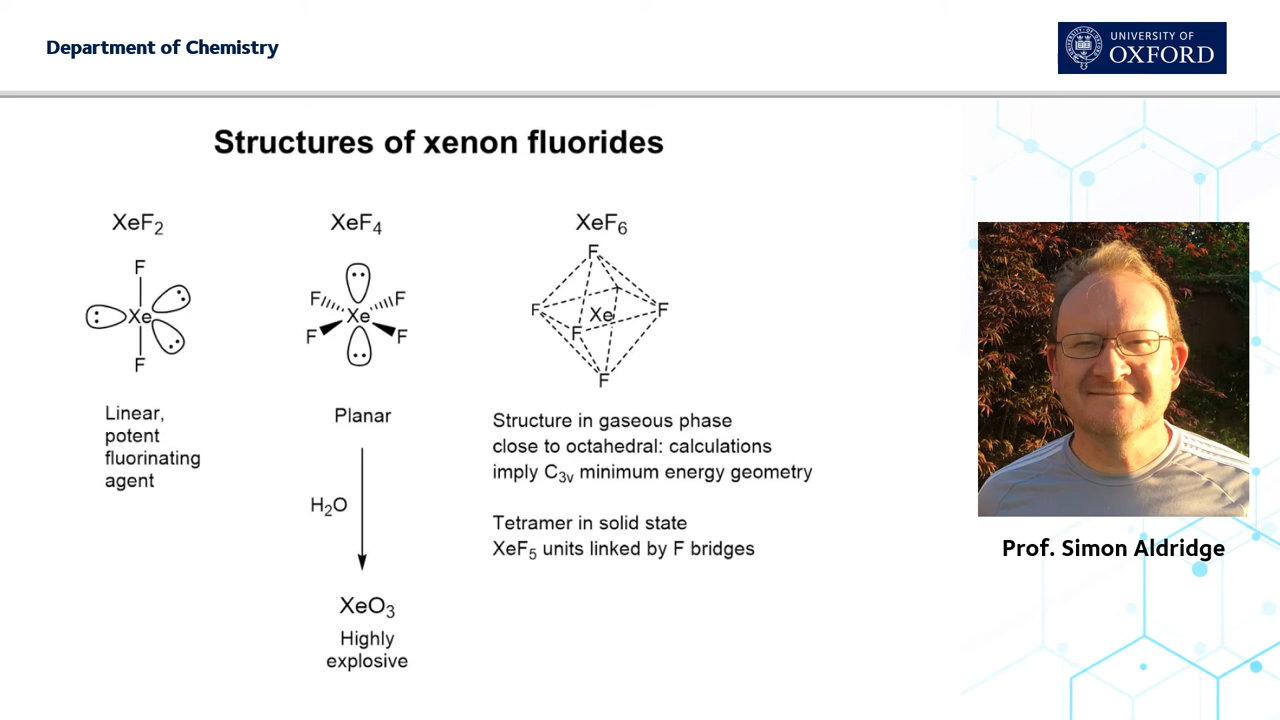 Department of Chemistry
UNIVERSITY OF
OXFORD
Structures of xenon fluorides
XeF₂
XeF₄
XeF₆
F
Xe
F
F
F
Xe
F
F
F
F
Xe
F
F
F
Linear,
potent
fluorinating
agent
Planar
H₂O
XeO₃
Highly
explosive
Structure in gaseous phase
close to octahedral: calculations
imply C₃ᵥ minimum energy geometry
Tetramer in solid state
XeF₅ units linked by F bridges
Prof. Simon Aldridge